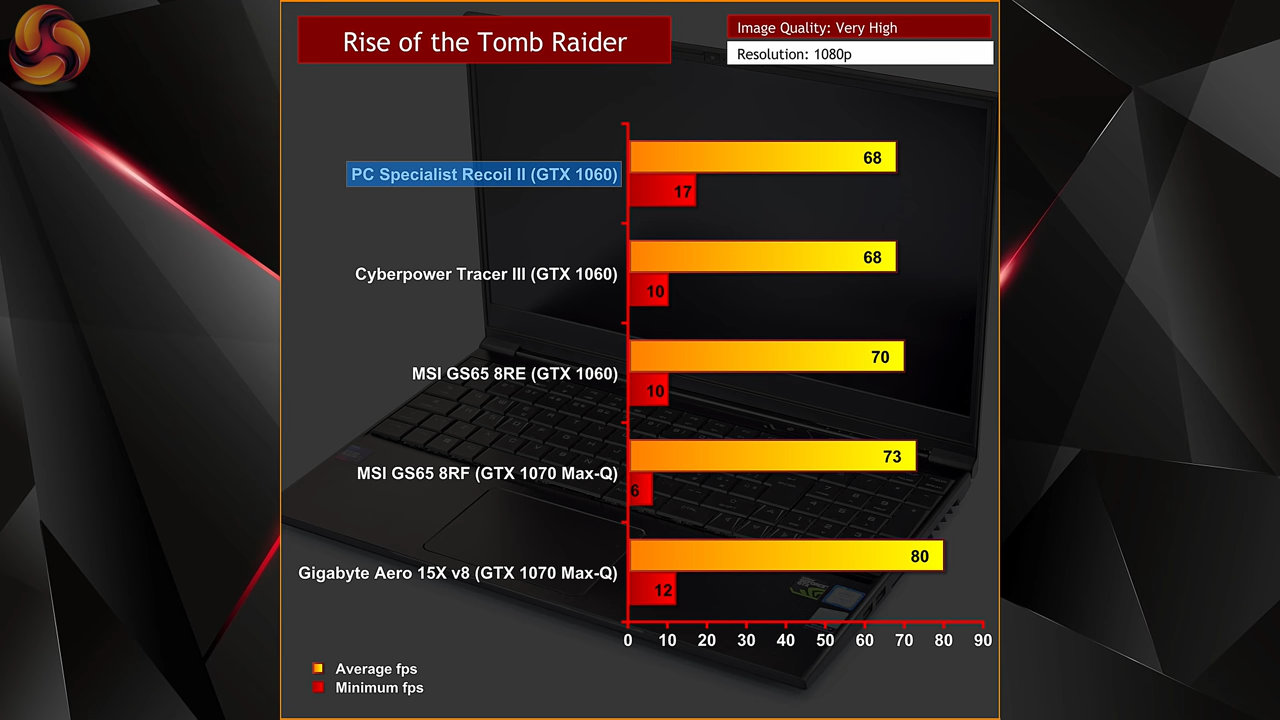 Rise of the Tomb Raider
Image Quality: Very High
Resolution: 1080p
PC Specialist Recoil II (GTX 1060)
68
17
Cyberpower Tracer III (GTX 1060)
68
10
MSI GS65 8RE (GTX 1060)
70
10
MSI GS65 8RF (GTX 1070 Max-Q)
73
6
Gigabyte Aero 15X v8 (GTX 1070 Max-Q)
80
12
0 10 20 30 40 50 60 70 80 90
Average fps
Minimum fps